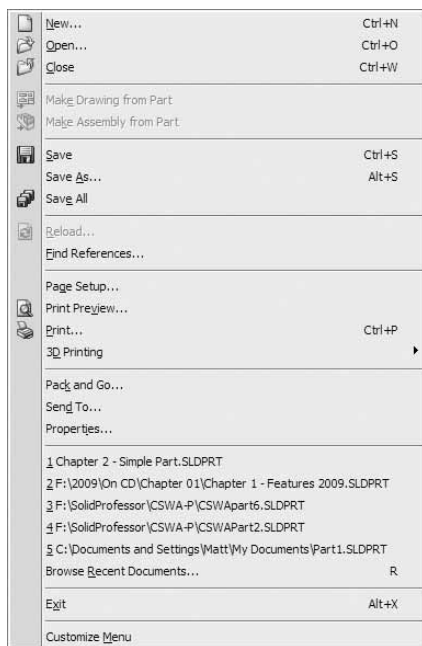 New... Ctrl+N
Open... Ctrl+O
Close Ctrl+W
Make Drawing from Part
Make Assembly from Part
Save Ctrl+S
Save As... Alt+S
Save All
Reload...
Find References...
Page Setup...
Print Preview...
Print... Ctrl+P
3D Printing
Pack and Go...
Send To...
Properties...
1 Chapter 2 - Simple Part.SLDPRT
2 F:\2009\On CD\Chapter 01\Chapter 1 - Features 2009.SLDPRT
3 F:\SolidProfessor\CSWA-P\CSWApart6.SLDPRT
4 F:\SolidProfessor\CSWA-P\CSWAPart2.SLDPRT
5 C:\Documents and Settings\Matt\My Documents\Part1.SLDPRT
Browse Recent Documents... R
Exit Alt+X
Customize Menu